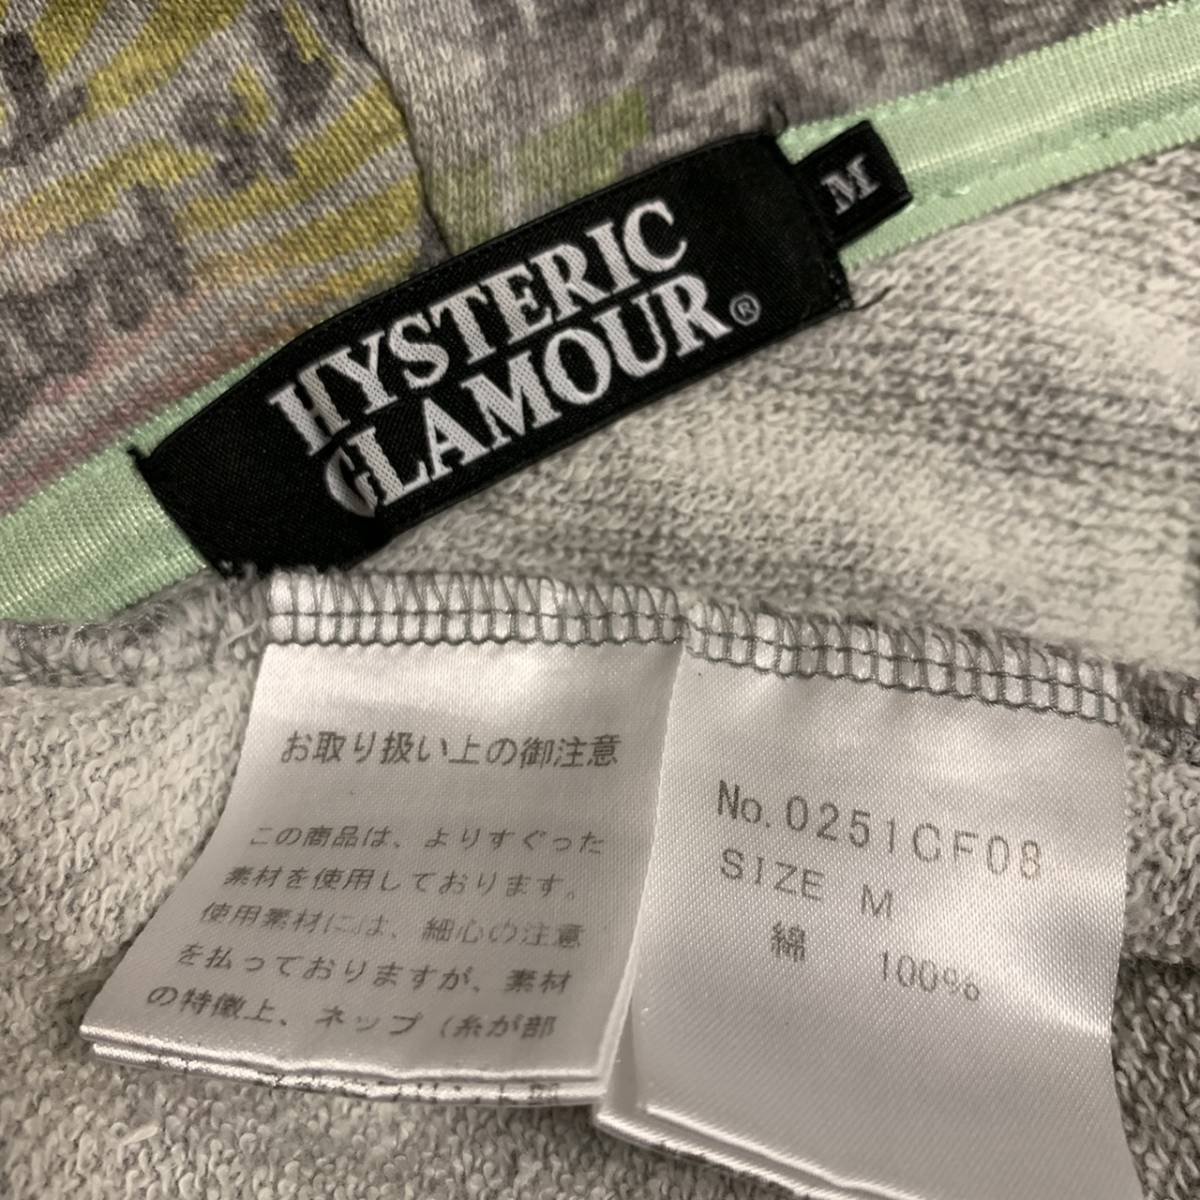 HYSTERIC
GLAMOUR®
M
お取り扱い上の御注意
この商品は、よりすぐった
素材を使用しております。
使用素材には、細心の注意
を払っておりますが、素材
の特徴上、ネップ（糸が部
No.0251CF08
SIZE M
綿 100%